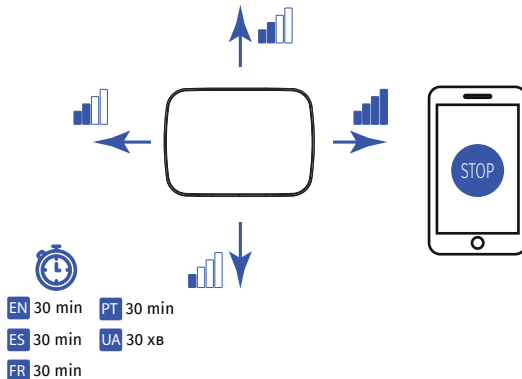 STOP
EN 30 min PT 30 min
ES 30 min UA 30 хв
FR 30 min